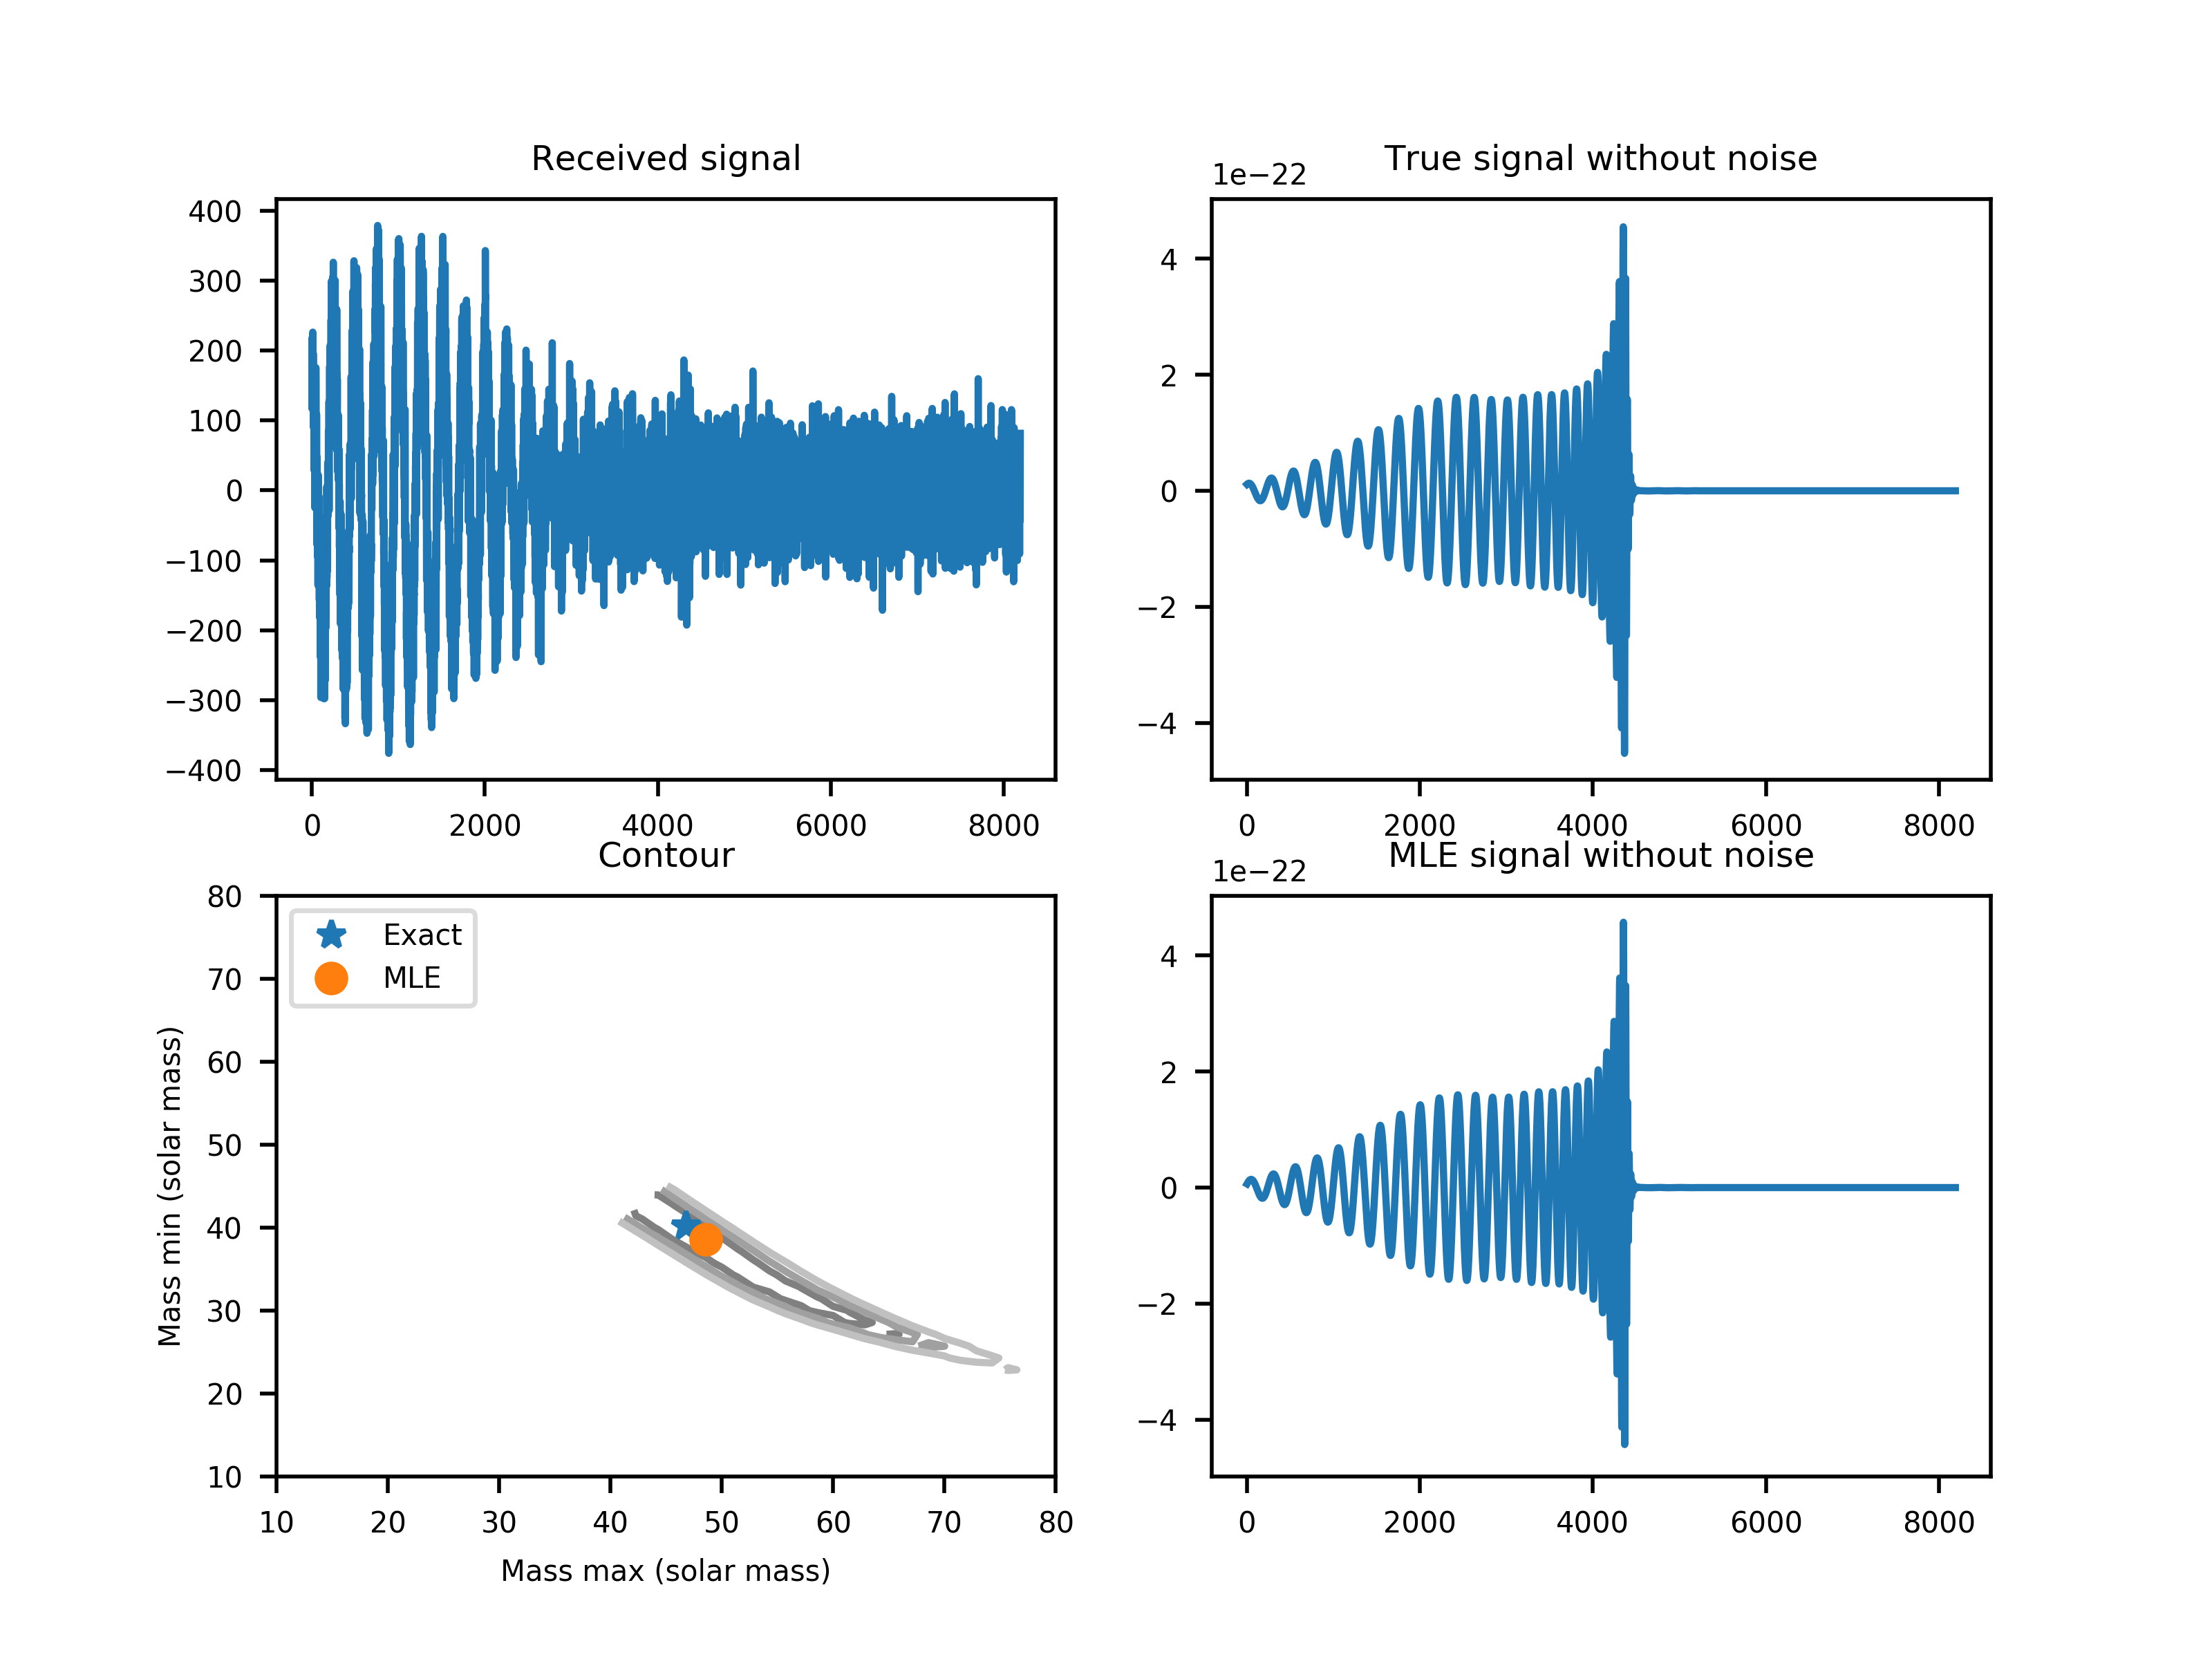 Received signal
400
300
200
100
0
−100
−200
−300
−400
0 2000 4000 6000 8000
True signal without noise
1e−22
4
2
0
−2
−4
0 2000 4000 6000 8000
Contour
80
70
60
50
40
30
20
10
10 20 30 40 50 60 70 80
Mass min (solar mass)
Mass max (solar mass)
Exact
MLE
MLE signal without noise
1e−22
4
2
0
−2
−4
0 2000 4000 6000 8000